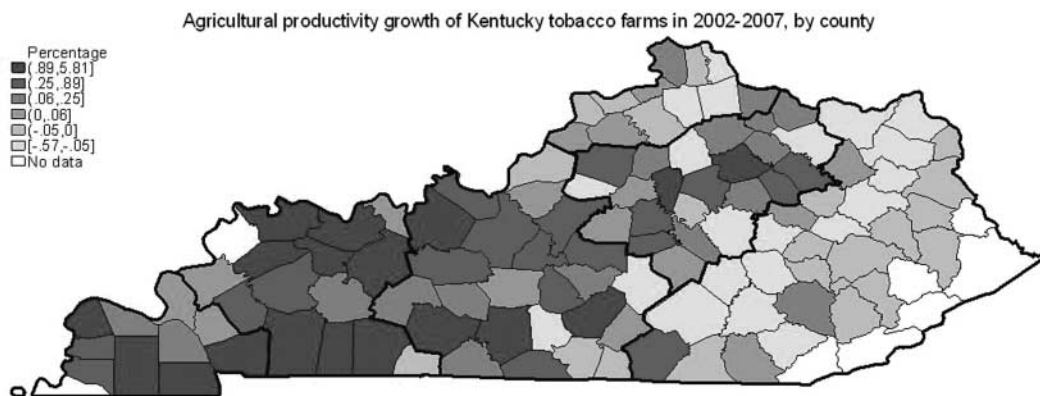 Agricultural productivity growth of Kentucky tobacco farms in 2002-2007, by county
Percentage
(.89,5.81]
(.25,.89]
(.06,.25]
(0,.06]
(-.05,0]
[-.57,-.05]
No data